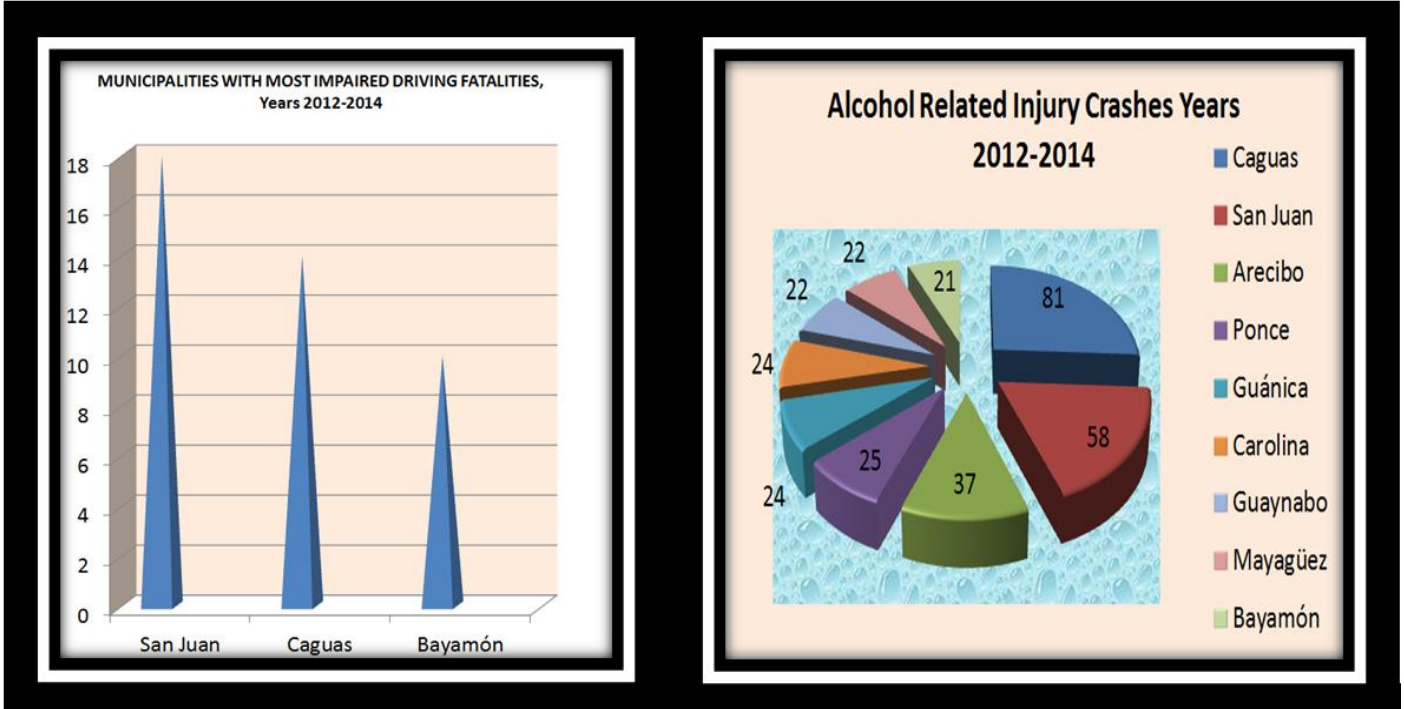 MUNICIPALITIES WITH MOST IMPAIRED DRIVING FATALITIES,
Years 2012-2014
18
16
14
12
10
8
6
4
2
0
San Juan Caguas Bayamón
Alcohol Related Injury Crashes Years
2012-2014
Caguas
San Juan
Arecibo
Ponce
Guánica
Carolina
Guaynabo
Mayagüez
Bayamón
81
58
37
25
24
24
22
22
21